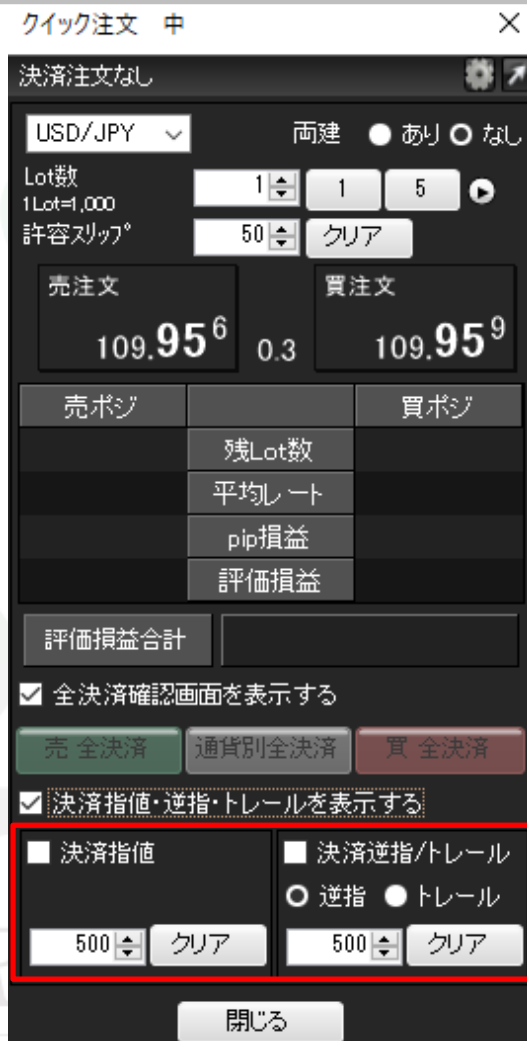 クイック注文 中
決済注文なし
USD/JPY 両建 あり なし
Lot数 1 1 5
1Lot=1,000
許容スリップ 50 クリア
売注文 買注文
109.956 0.3 109.959
売ポジ 買ポジ
残Lot数
平均レート
pip損益
評価損益
評価損益合計
全決済確認画面を表示する
売 全決済 通貨別全決済 買 全決済
決済指値・逆指・トレールを表示する
決済指値 決済逆指/トレール
逆指 トレール
500 クリア 500 クリア
閉じる